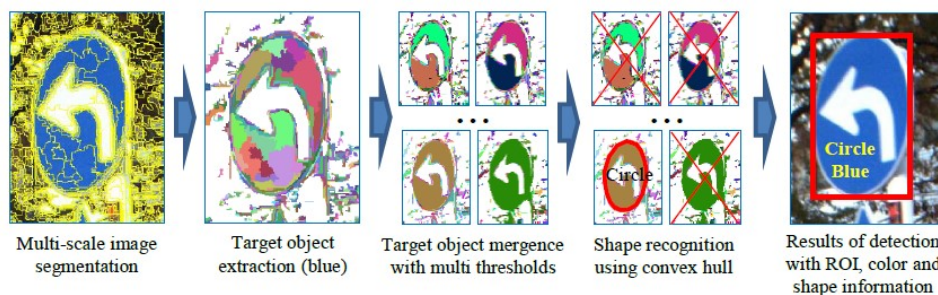 Circle
Circle
Blue
Multi-scale image
segmentation
Target object
extraction (blue)
Target object mergence
with multi thresholds
Shape recognition
using convex hull
Results of detection
with ROI, color and
shape information